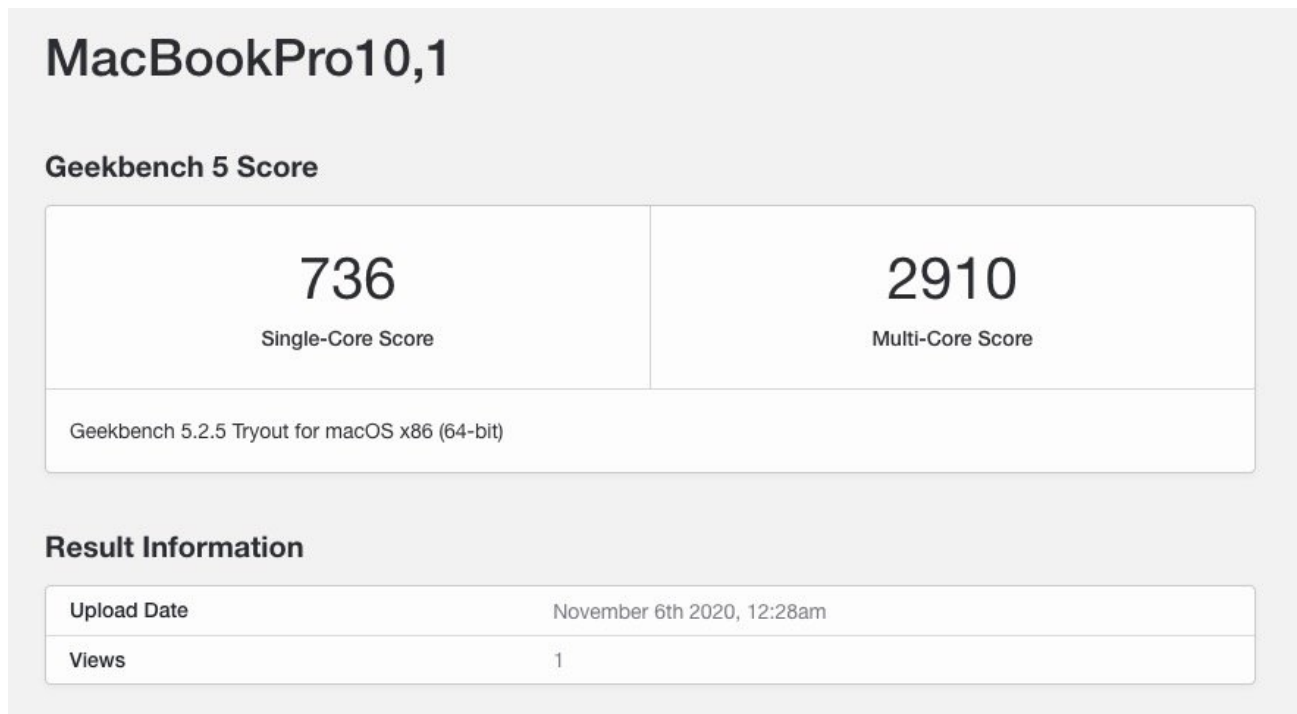 MacBookPro10,1
Geekbench 5 Score
736
Single-Core Score
2910
Multi-Core Score
Geekbench 5.2.5 Tryout for macOS x86 (64-bit)
Result Information
Upload Date November 6th 2020, 12:28am
Views 1